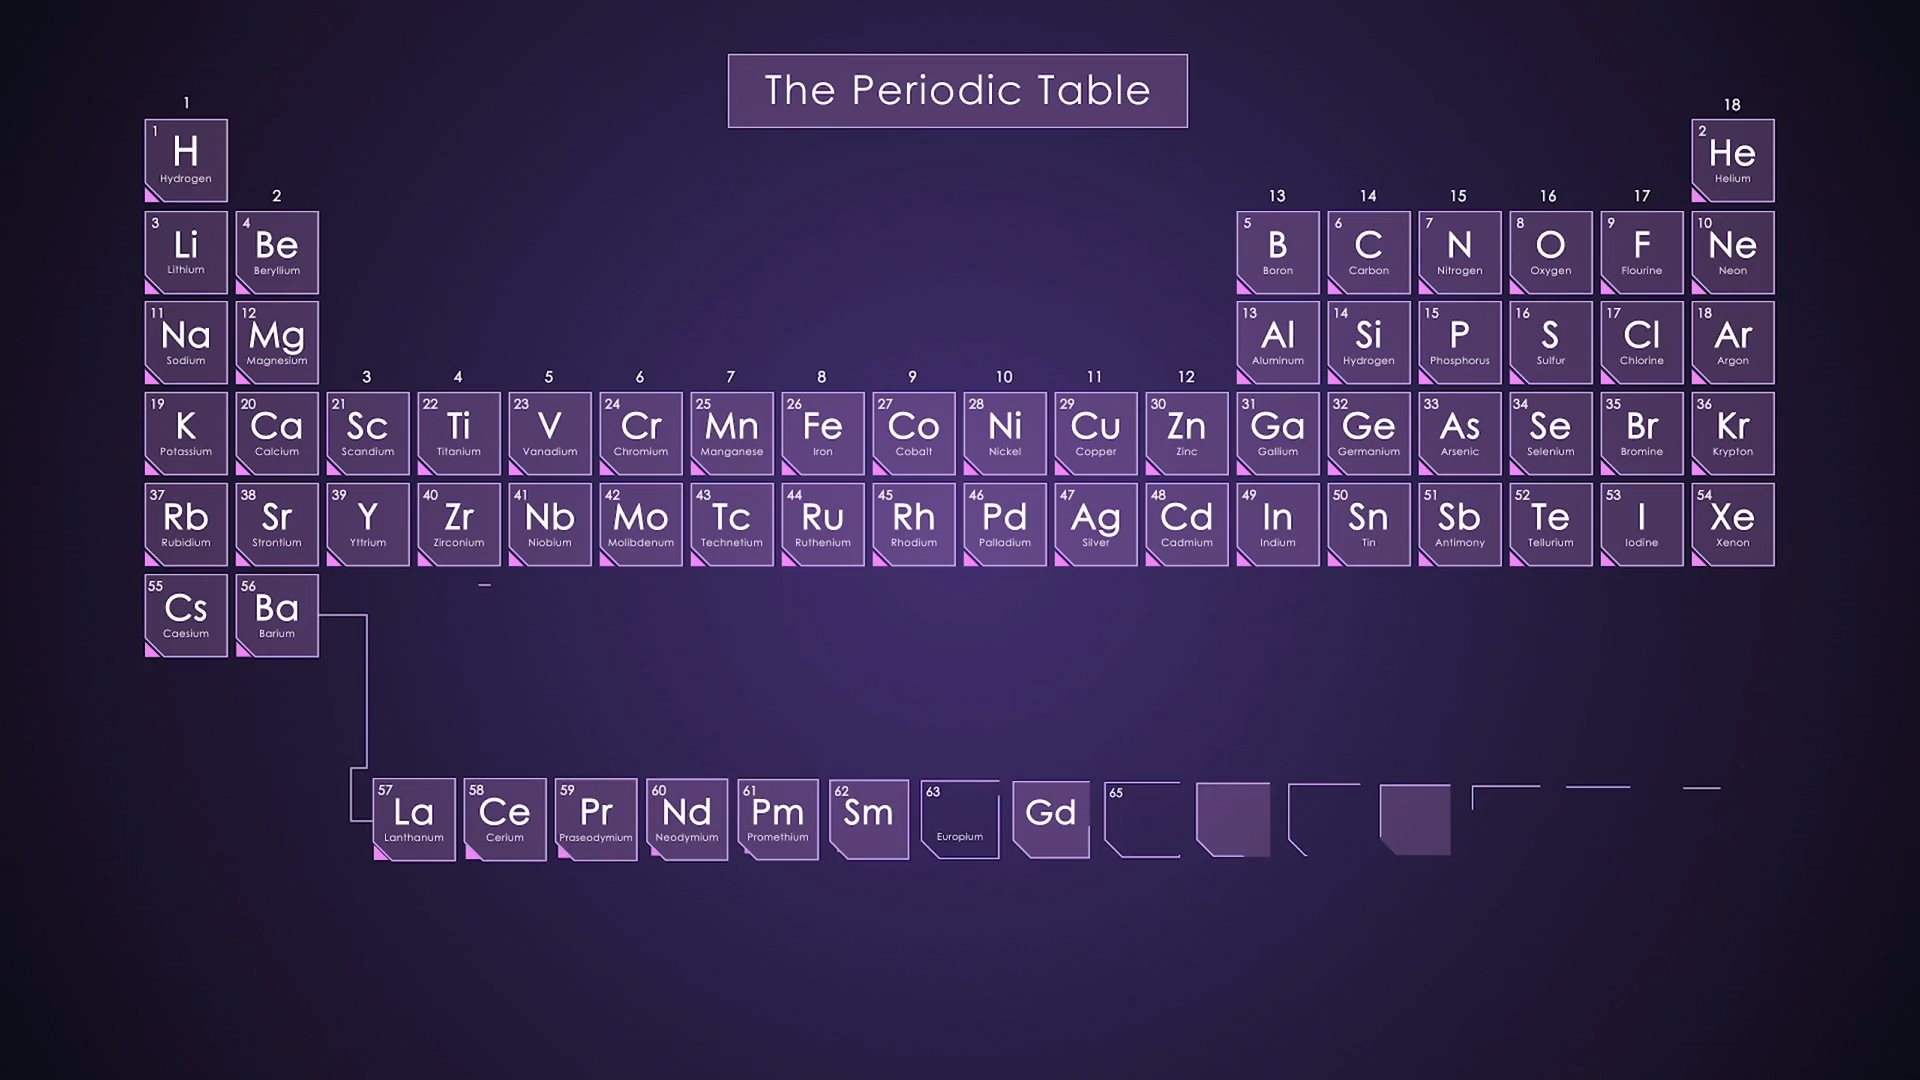 The Periodic Table
1
18
1
H
Hydrogen
2
He
Helium
2
13 14 15 16 17
3
Li
Lithium
4
Be
Beryllium
5
B
Boron
6
C
Carbon
7
N
Nitrogen
8
O
Oxygen
9
F
Flourine
10
Ne
Neon
11
Na
Sodium
12
Mg
Magnesium
13
Al
Aluminum
14
Si
Hydrogen
15
P
Phosphorus
16
S
Sulfur
17
Cl
Chlorine
18
Ar
Argon
3 4 5 6 7 8 9 10 11 12
19
K
Potassium
20
Ca
Calcium
21
Sc
Scandium
22
Ti
Titanium
23
V
Vanadium
24
Cr
Chromium
25
Mn
Manganese
26
Fe
Iron
27
Co
Cobalt
28
Ni
Nickel
29
Cu
Copper
30
Zn
Zinc
31
Ga
Gallium
32
Ge
Germanium
33
As
Arsenic
34
Se
Selenium
35
Br
Bromine
36
Kr
Krypton
37
Rb
Rubidium
38
Sr
Strontium
39
Y
Yttrium
40
Zr
Zirconium
41
Nb
Niobium
42
Mo
Molibdenum
43
Tc
Technetium
44
Ru
Ruthenium
45
Rh
Rhodium
46
Pd
Palladium
47
Ag
Silver
48
Cd
Cadmium
49
In
Indium
50
Sn
Tin
51
Sb
Antimony
52
Te
Tellurium
53
I
Iodine
54
Xe
Xenon
55
Cs
Caesium
56
Ba
Barium
57
La
Lanthanum
58
Ce
Cerium
59
Pr
Praseodymium
60
Nd
Neodymium
61
Pm
Promethium
62
Sm
63
Europium
Gd
65